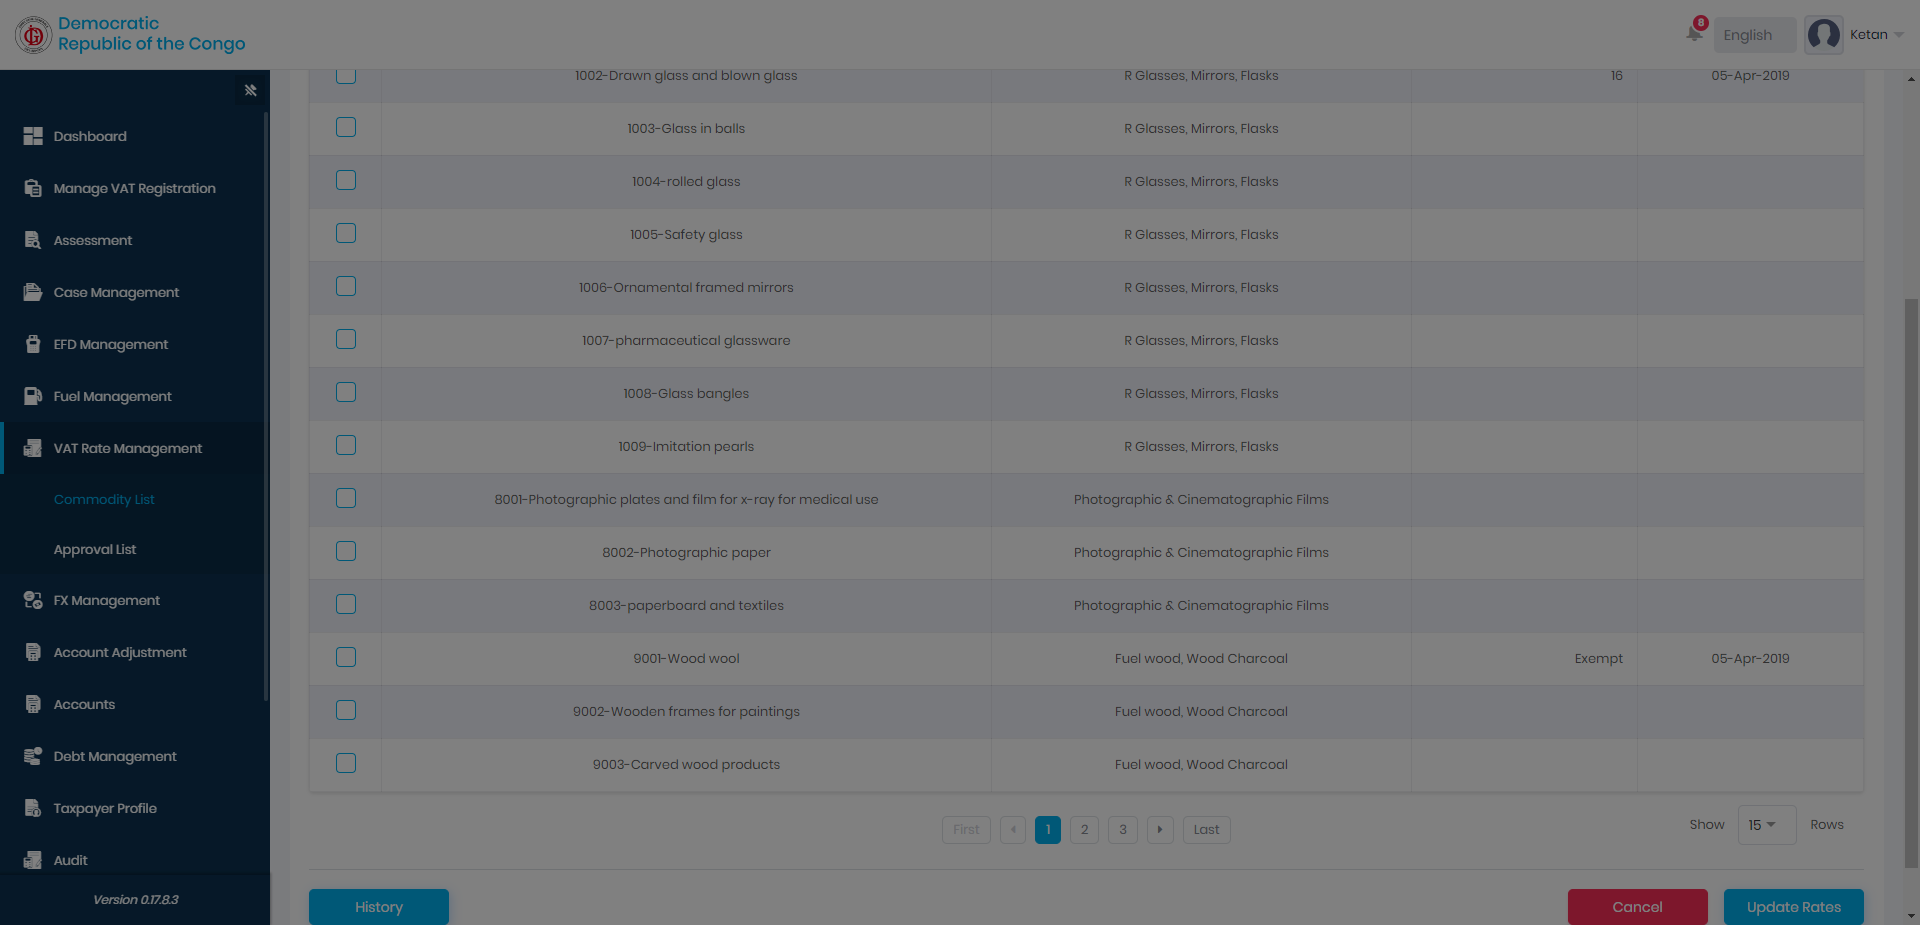 Democratic
Republic of the Congo
8
English
Ketan
Dashboard
Manage VAT Registration
Assessment
Case Management
EFD Management
Fuel Management
VAT Rate Management
Commodity List
Approval List
FX Management
Account Adjustment
Accounts
Debt Management
Taxpayer Profile
Audit
Version 0.17.8.3
1002-Drawn glass and blown glass R Glasses, Mirrors, Flasks 16 05-Apr-2019
1003-Glass in balls R Glasses, Mirrors, Flasks
1004-rolled glass R Glasses, Mirrors, Flasks
1005-Safety glass R Glasses, Mirrors, Flasks
1006-Ornamental framed mirrors R Glasses, Mirrors, Flasks
1007-pharmaceutical glassware R Glasses, Mirrors, Flasks
1008-Glass bangles R Glasses, Mirrors, Flasks
1009-Imitation pearls R Glasses, Mirrors, Flasks
8001-Photographic plates and film for x-ray for medical use Photographic & Cinematographic Films
8002-Photographic paper Photographic & Cinematographic Films
8003-paperboard and textiles Photographic & Cinematographic Films
9001-Wood wool Fuel wood, Wood Charcoal Exempt 05-Apr-2019
9002-Wooden frames for paintings Fuel wood, Wood Charcoal
9003-Carved wood products Fuel wood, Wood Charcoal
First 1 2 3 Last
Show 15 Rows
History Cancel Update Rates